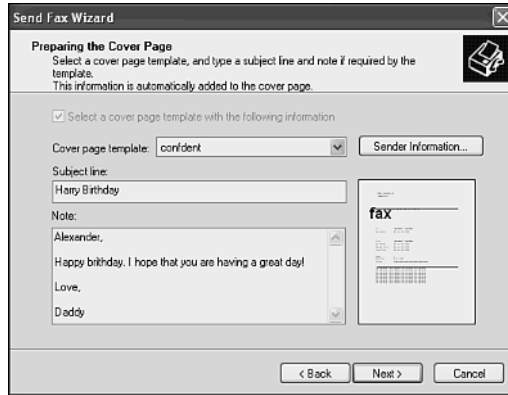 Send Fax Wizard
Preparing the Cover Page
Select a cover page template, and type a subject line and note if required by the
template.
This information is automatically added to the cover page.
Select a cover page template with the following information
Cover page template: confdent
Sender Information...
Subject line:
Harry Birthday
Note:
Alexander,
Happy brithday. I hope that you are having a great day!
Love,
Daddy
fax
< Back Next > Cancel